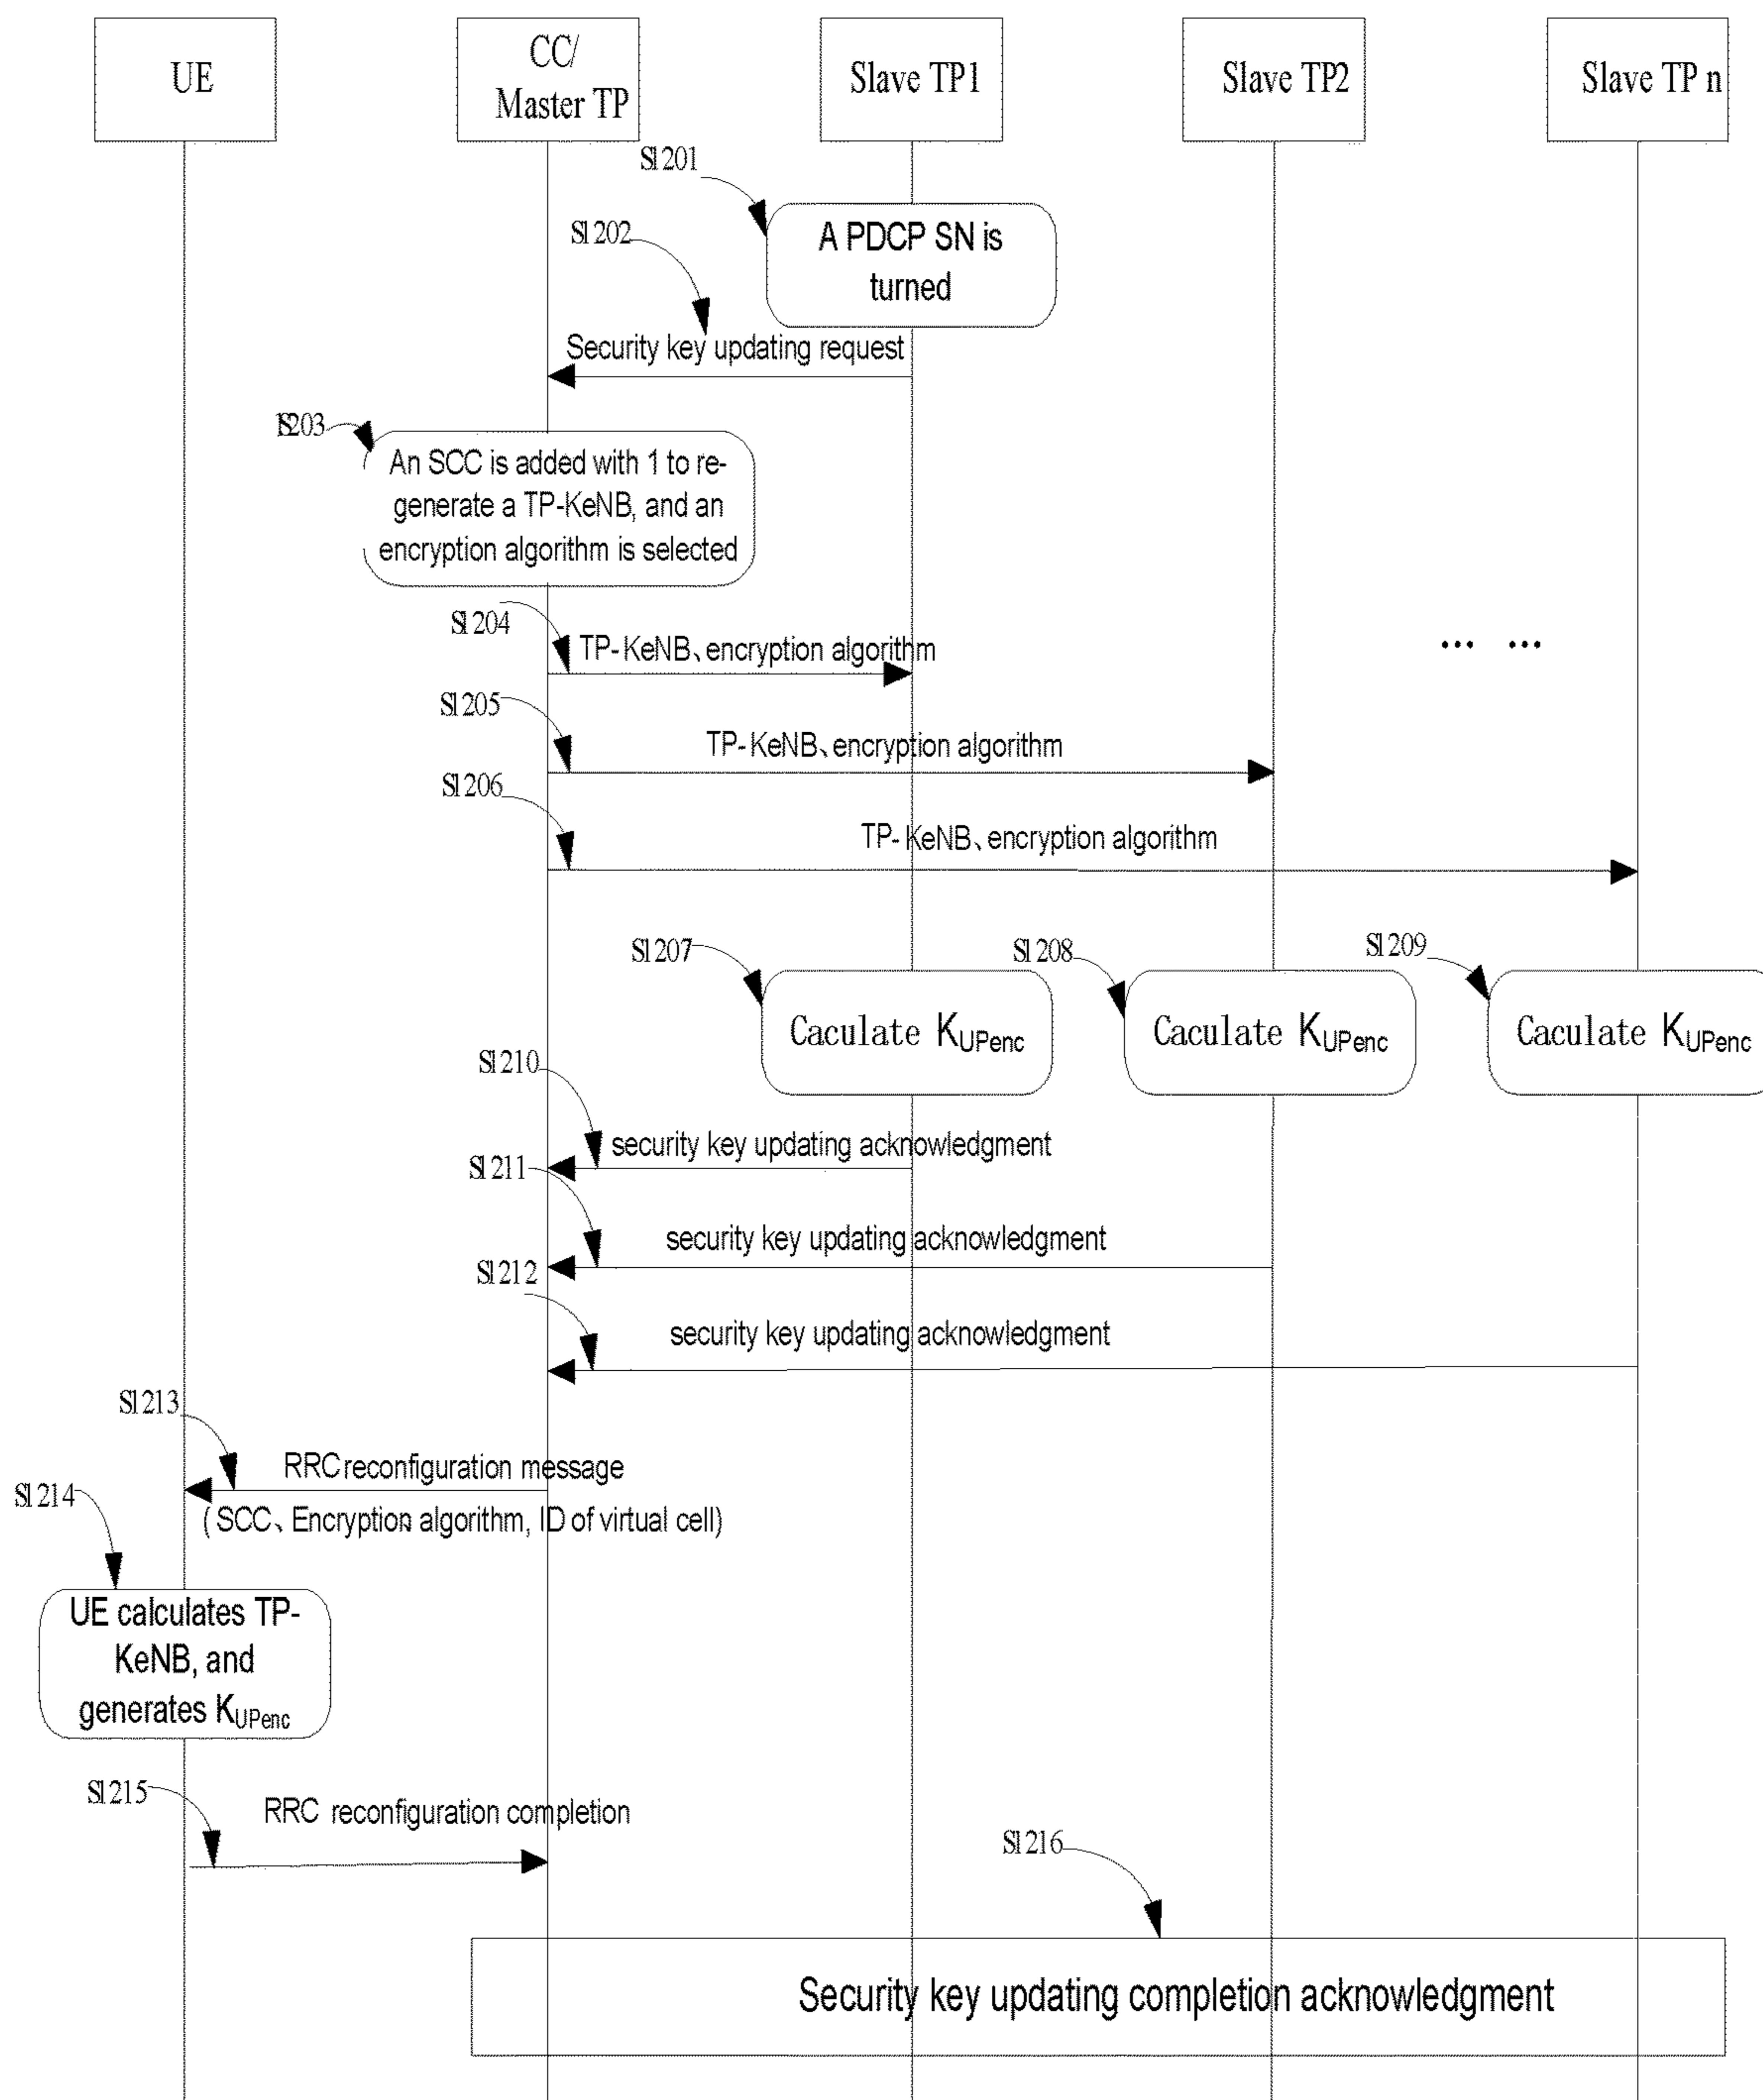 UE
CC/
Master TP
Slave TP1
Slave TP2
Slave TP n
S1201
A PDCP SN is
turned
S1202
Security key updating request
S1203
An SCC is added with 1 to re-
generate a TP-KeNB, and an
encryption algorithm is selected
S1204
TP-KeNB、encryption algorithm
... ...
S1205
TP-KeNB、encryption algorithm
S1206
TP-KeNB、encryption algorithm
S1207
S1208
S1209
Caculate KUPenc
Caculate KUPenc
Caculate KUPenc
S1210
security key updating acknowledgment
S1211
security key updating acknowledgment
S1212
security key updating acknowledgment
S1213
RRC reconfiguration message
(SCC、Encryption algorithm, ID of virtual cell)
S1214
UE calculates TP-
KeNB, and
generates KUPenc
S1215
RRC reconfiguration completion
S1216
Security key updating completion acknowledgment